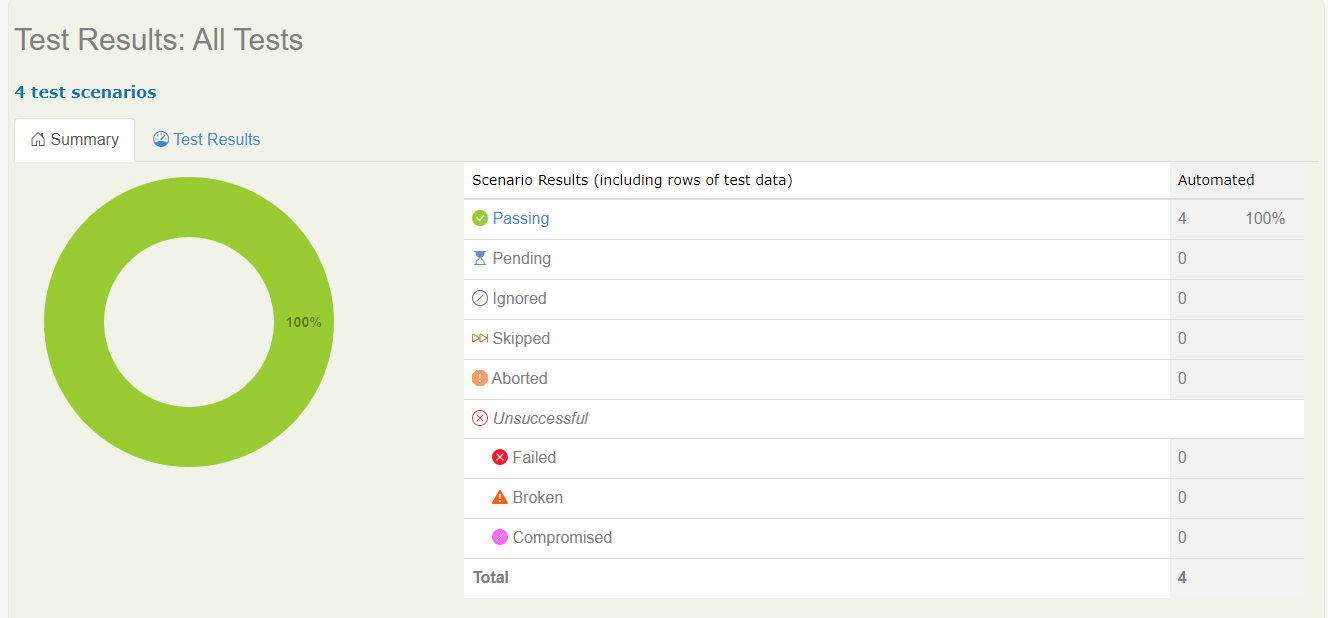 Test Results: All Tests
4 test scenarios
Summary Test Results
100%
Scenario Results (including rows of test data) Automated
Passing 4 100%
Pending 0
Ignored 0
Skipped 0
Aborted 0
Unsuccessful
Failed 0
Broken 0
Compromised 0
Total 4